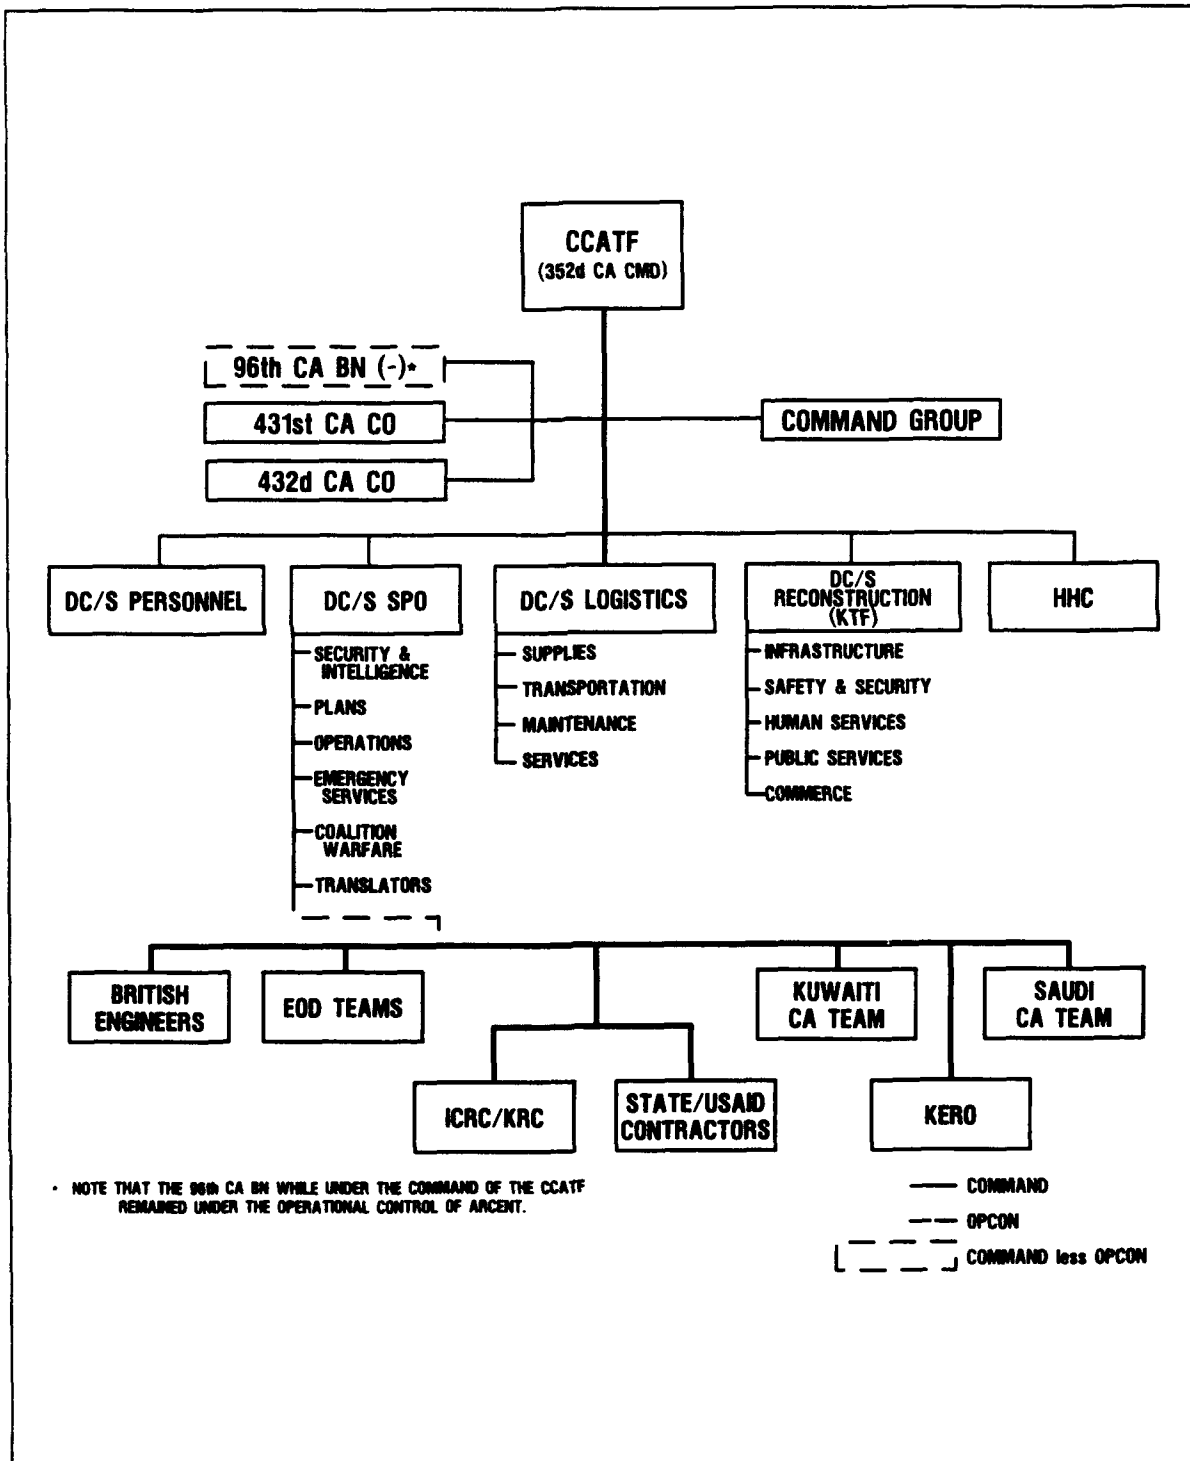 CCATF
(352d CA CMD)
96th CA BN (-)*
431st CA CO
432d CA CO
COMMAND GROUP
DC/S PERSONNEL
DC/S SPO
DC/S LOGISTICS
DC/S
RECONSTRUCTION
(KTF)
HHC
SECURITY &
INTELLIGENCE
PLANS
OPERATIONS
EMERGENCY
SERVICES
COALITION
WARFARE
TRANSLATORS
SUPPLIES
TRANSPORTATION
MAINTENANCE
SERVICES
INFRASTRUCTURE
SAFETY & SECURITY
HUMAN SERVICES
PUBLIC SERVICES
COMMERCE
BRITISH
ENGINEERS
EOD TEAMS
KUWAITI
CA TEAM
SAUDI
CA TEAM
ICRC/KRC
STATE/USAID
CONTRACTORS
KERO
* NOTE THAT THE 96th CA BN WHILE UNDER THE COMMAND OF THE CCATF
REMAINED UNDER THE OPERATIONAL CONTROL OF ARCENT.
COMMAND
OPCON
COMMAND less OPCON